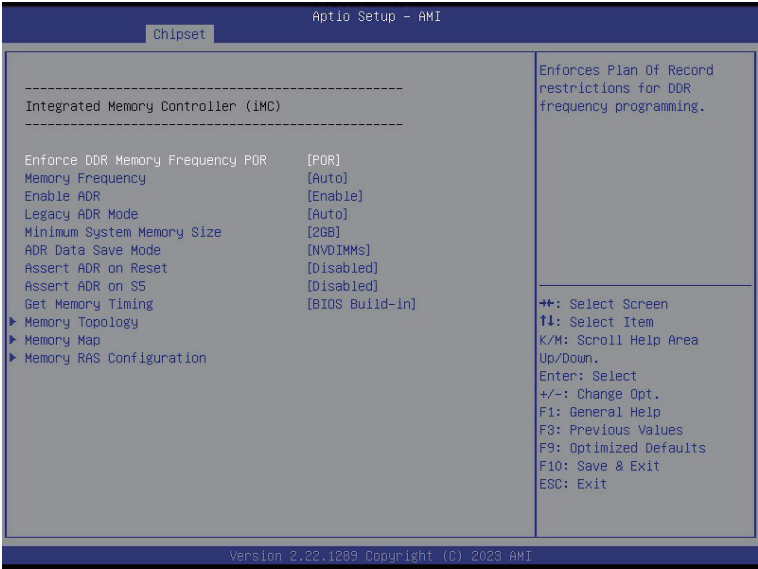 Aptio Setup – AMI
Chipset
Integrated Memory Controller (iMC)
Enforce DDR Memory Frequency POR [POR]
Memory Frequency [Auto]
Enable ADR [Enable]
Legacy ADR Mode [Auto]
Minimum System Memory Size [2GB]
ADR Data Save Mode [NVDIMMs]
Assert ADR on Reset [Disabled]
Assert ADR on S5 [Disabled]
Get Memory Timing [BIOS Build-in]
Memory Topology
Memory Map
Memory RAS Configuration
Enforces Plan Of Record
restrictions for DDR
frequency programming.
→←: Select Screen
↑↓: Select Item
K/M: Scroll Help Area
Up/Down.
Enter: Select
+/-: Change Opt.
F1: General Help
F3: Previous Values
F9: Optimized Defaults
F10: Save & Exit
ESC: Exit
Version 2.22.1289 Copyright (C) 2023 AMI